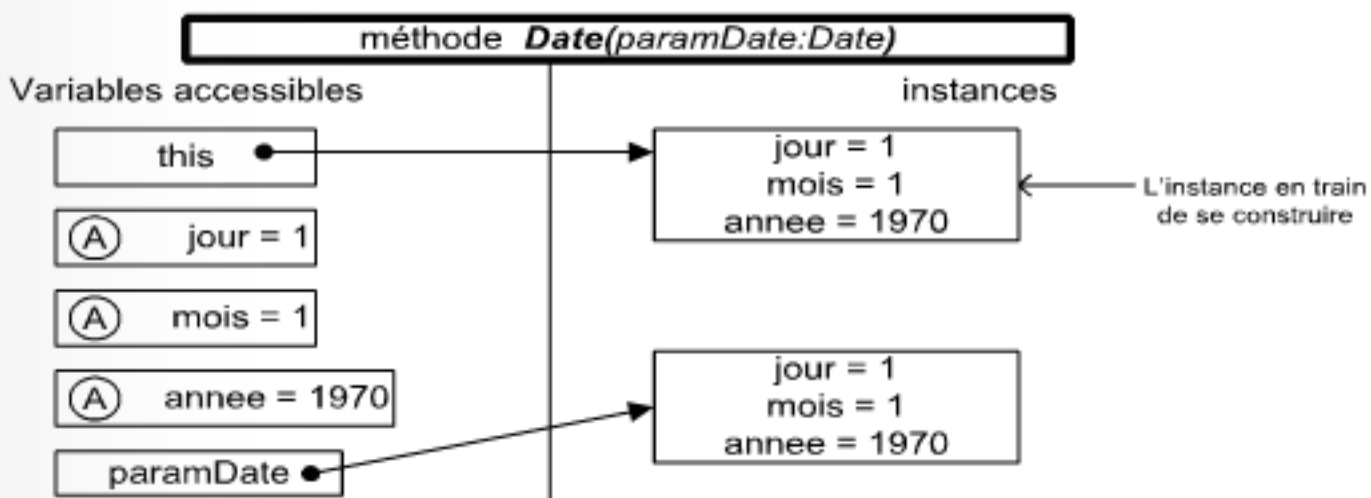 méthode Date(paramDate:Date)
Variables accessibles
instances
this
A jour = 1
A mois = 1
A annee = 1970
paramDate
jour = 1
mois = 1
annee = 1970
L'instance en train
de se construire
jour = 1
mois = 1
annee = 1970